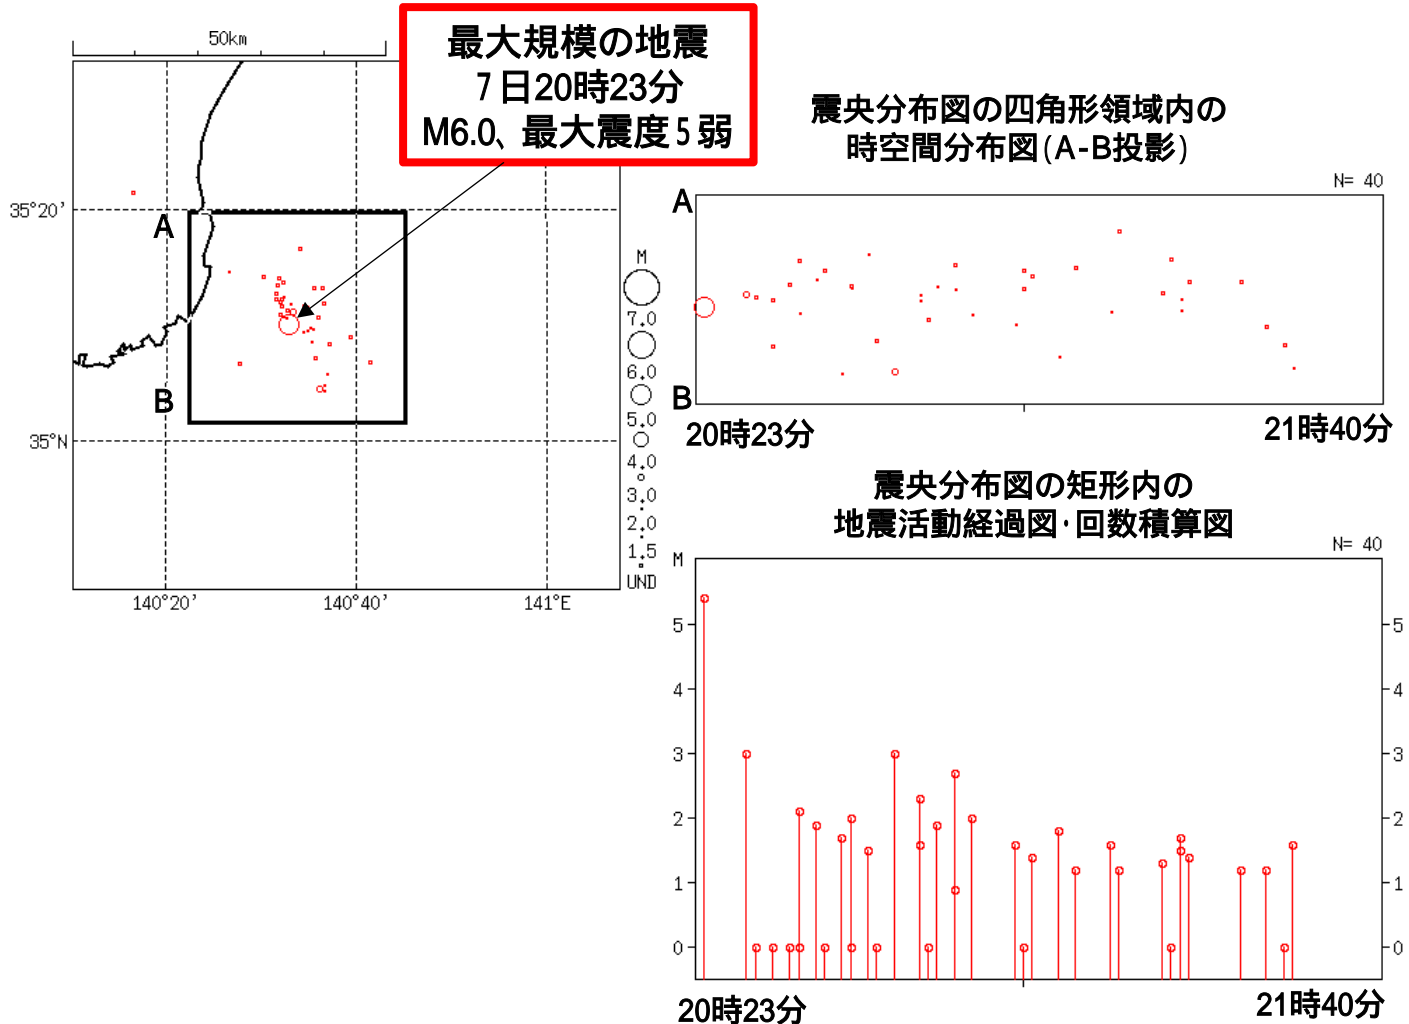 50km
最大規模の地震
7日20時23分
M6.0、最大震度5弱
35°20'
A
B
35°N
140°20'
140°40'
141°E
M
7.0
6.0
5.0
4.0
3.0
2.0
1.5
UND
震央分布図の四角形領域内の
時空間分布図(A-B投影)
N= 40
A
B
20時23分
21時40分
震央分布図の矩形内の
地震活動経過図・回数積算図
N= 40
M
5
5
4
4
3
3
2
2
1
1
0
0
20時23分
21時40分